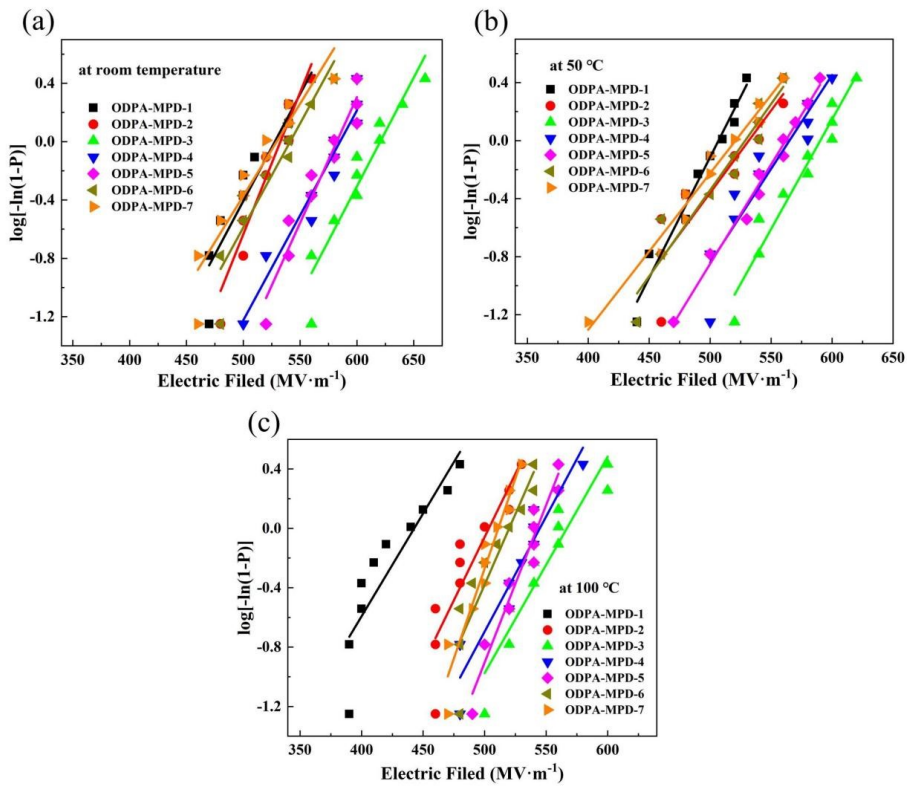 (a)
at room temperature
ODPA-MPD-1
ODPA-MPD-2
ODPA-MPD-3
ODPA-MPD-4
ODPA-MPD-5
ODPA-MPD-6
ODPA-MPD-7
log[-ln(1-P)]
0.4
0.0
-0.4
-0.8
-1.2
350 400 450 500 550 600 650
Electric Filed (MV·m⁻¹)
(b)
at 50 °C
ODPA-MPD-1
ODPA-MPD-2
ODPA-MPD-3
ODPA-MPD-4
ODPA-MPD-5
ODPA-MPD-6
ODPA-MPD-7
log[-ln(1-P)]
0.4
0.0
-0.4
-0.8
-1.2
350 400 450 500 550 600 650
Electric Filed (MV·m⁻¹)
(c)
at 100 °C
ODPA-MPD-1
ODPA-MPD-2
ODPA-MPD-3
ODPA-MPD-4
ODPA-MPD-5
ODPA-MPD-6
ODPA-MPD-7
log[-ln(1-P)]
0.4
0.0
-0.4
-0.8
-1.2
350 400 450 500 550 600
Electric Filed (MV·m⁻¹)